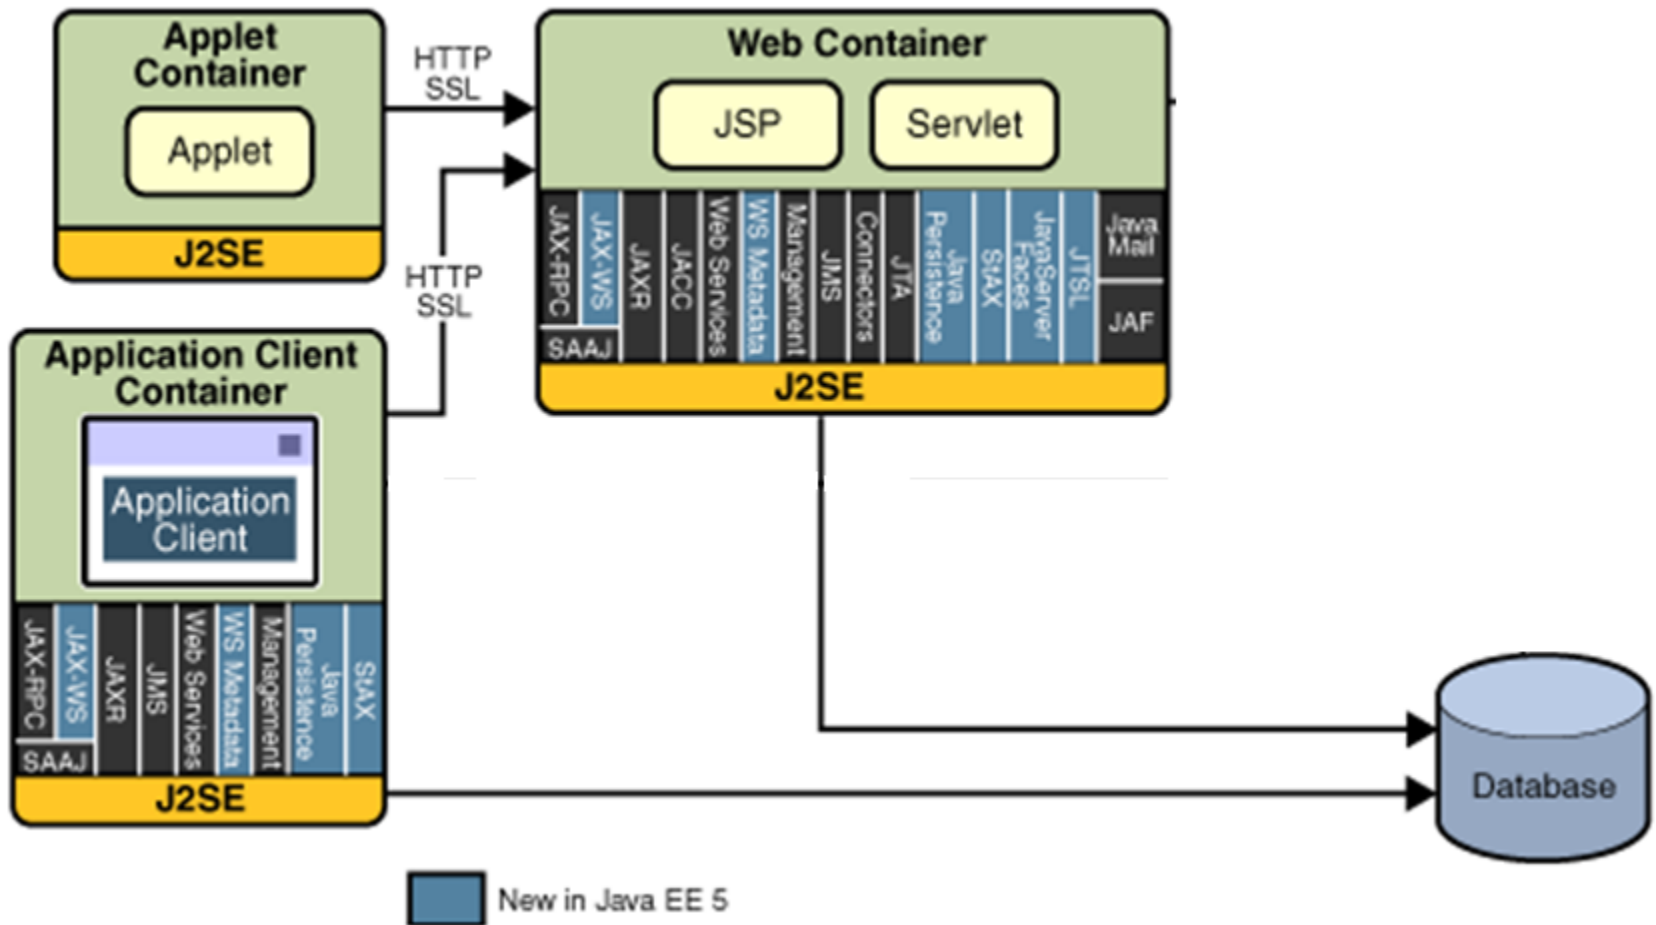 Applet
Container
Applet
J2SE
HTTP
SSL
Web Container
JSP
Servlet
JAX-RPC
JAX-WS
SAAJ
JAXR
JACC
Web Services
WS Metadata
Management
JMS
Connectors
JTA
Java
Persistence
StAX
JavaServer
Faces
JTSL
Java
Mail
JAF
J2SE
HTTP
SSL
Application Client
Container
Application
Client
JAX-RPC
JAX-WS
SAAJ
JAXR
JMS
Web Services
WS Metadata
Management
Java
Persistence
StAX
J2SE
Database
New in Java EE 5